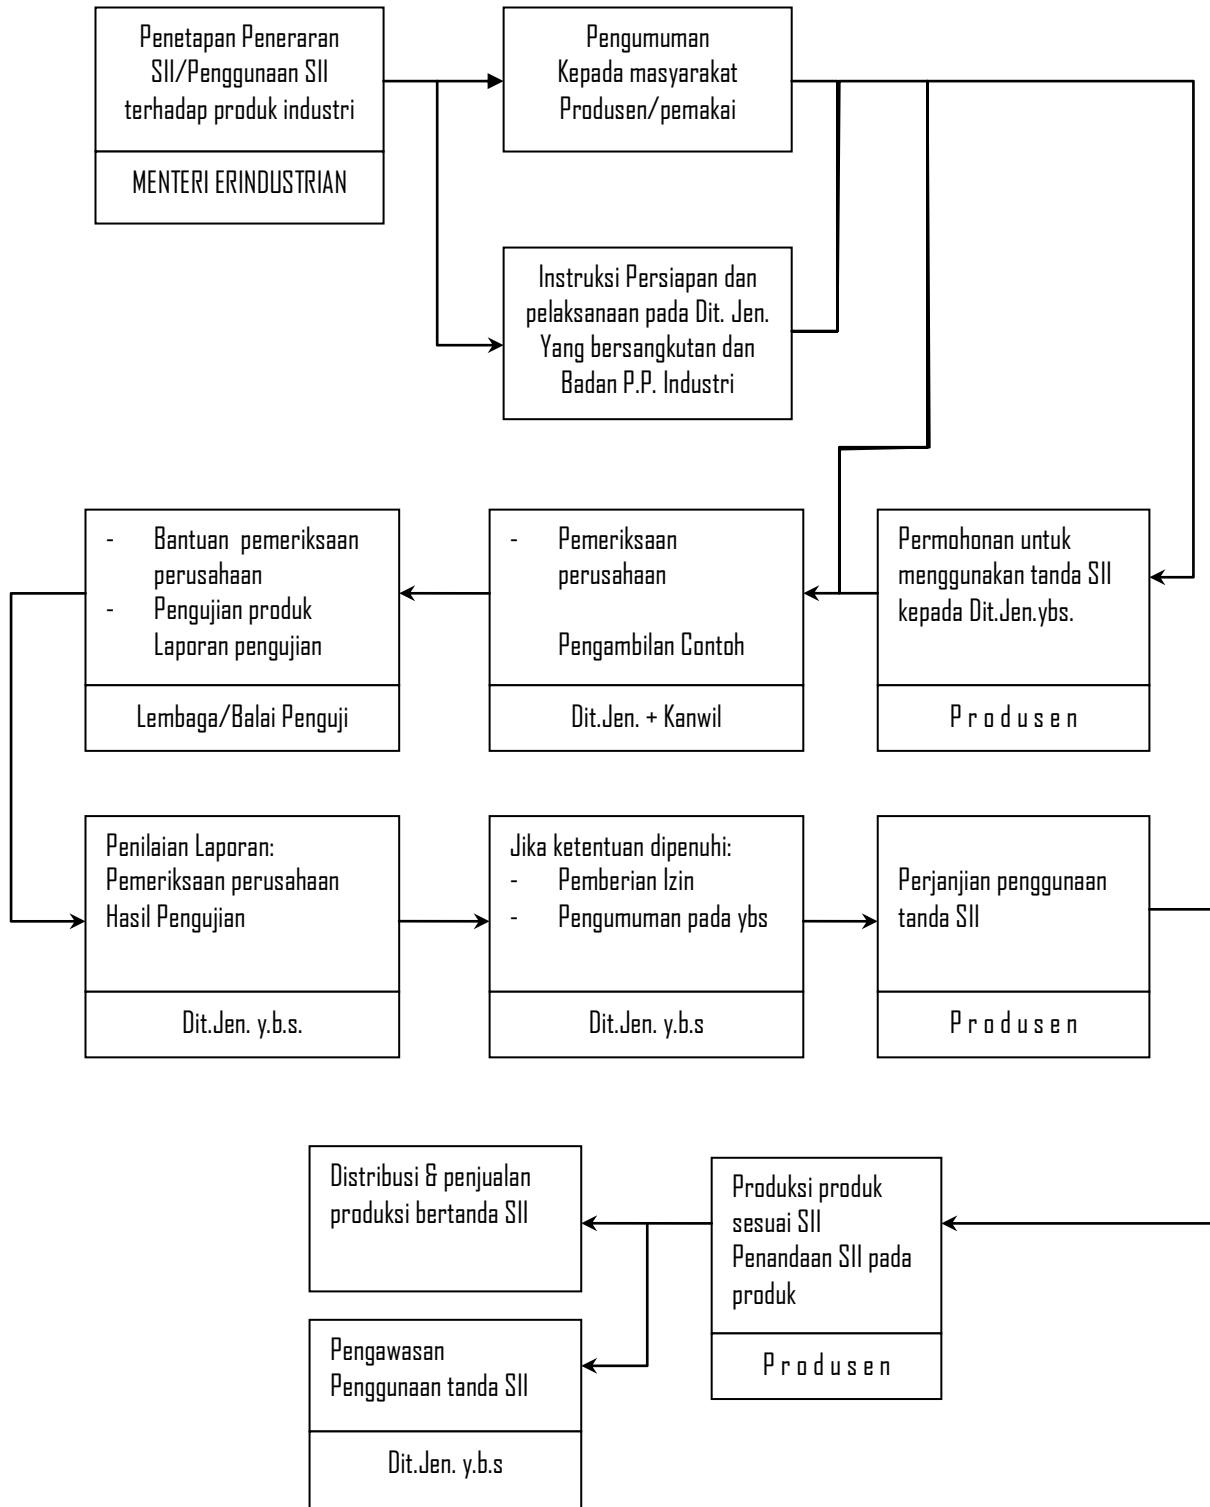 Penetapan Peneraran
SII/Penggunaan SII
terhadap produk industri
MENTERI ERINDUSTRIAN
Pengumuman
Kepada masyarakat
Produsen/pemakai
Instruksi Persiapan dan
pelaksanaan pada Dit. Jen.
Yang bersangkutan dan
Badan P.P. Industri
- Bantuan pemeriksaan
perusahaan
- Pengujian produk
Laporan pengujian
Lembaga/Balai Penguji
- Pemeriksaan
perusahaan
Pengambilan Contoh
Dit.Jen. + Kanwil
Permohonan untuk
menggunakan tanda SII
kepada Dit.Jen.ybs.
P r o d u s e n
Penilaian Laporan:
Pemeriksaan perusahaan
Hasil Pengujian
Dit.Jen. y.b.s.
Jika ketentuan dipenuhi:
- Pemberian Izin
- Pengumuman pada ybs
Dit.Jen. y.b.s
Perjanjian penggunaan
tanda SII
P r o d u s e n
Distribusi & penjualan
produksi bertanda SII
Produksi produk
sesuai SII
Penandaan SII pada
produk
P r o d u s e n
Pengawasan
Penggunaan tanda SII
Dit.Jen. y.b.s